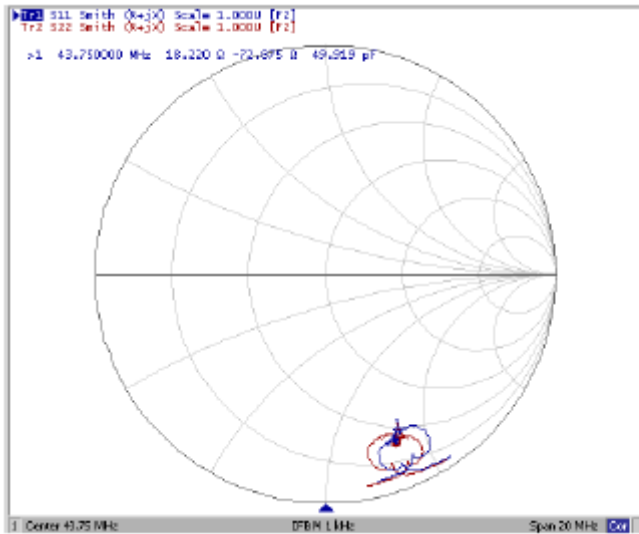 Tr1 S11 Smith (R+jX) Scale 1.000U [F2]
Tr2 S22 Smith (R+jX) Scale 1.000U [F2]
>1 43.750000 MHz 18.220 Ω -72.875 Ω 49.919 pF
1
1 Center 43.75 MHz IFBW 1 kHz Span 20 MHz Cor